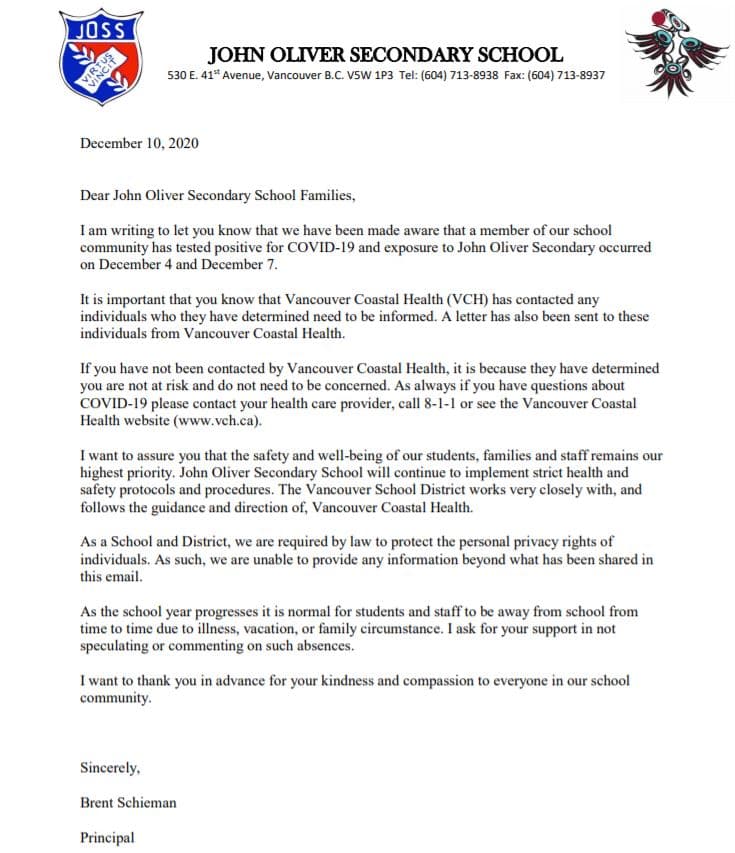 JOSS
VIRTUS
VINCIT
JOHN OLIVER SECONDARY SCHOOL
530 E. 41st Avenue, Vancouver B.C. V5W 1P3 Tel: (604) 713-8938 Fax: (604) 713-8937
December 10, 2020
Dear John Oliver Secondary School Families,
I am writing to let you know that we have been made aware that a member of our school
community has tested positive for COVID-19 and exposure to John Oliver Secondary occurred
on December 4 and December 7.
It is important that you know that Vancouver Coastal Health (VCH) has contacted any
individuals who they have determined need to be informed. A letter has also been sent to these
individuals from Vancouver Coastal Health.
If you have not been contacted by Vancouver Coastal Health, it is because they have determined
you are not at risk and do not need to be concerned. As always if you have questions about
COVID-19 please contact your health care provider, call 8-1-1 or see the Vancouver Coastal
Health website (www.vch.ca).
I want to assure you that the safety and well-being of our students, families and staff remains our
highest priority. John Oliver Secondary School will continue to implement strict health and
safety protocols and procedures. The Vancouver School District works very closely with, and
follows the guidance and direction of, Vancouver Coastal Health.
As a School and District, we are required by law to protect the personal privacy rights of
individuals. As such, we are unable to provide any information beyond what has been shared in
this email.
As the school year progresses it is normal for students and staff to be away from school from
time to time due to illness, vacation, or family circumstance. I ask for your support in not
speculating or commenting on such absences.
I want to thank you in advance for your kindness and compassion to everyone in our school
community.
Sincerely,
Brent Schieman
Principal